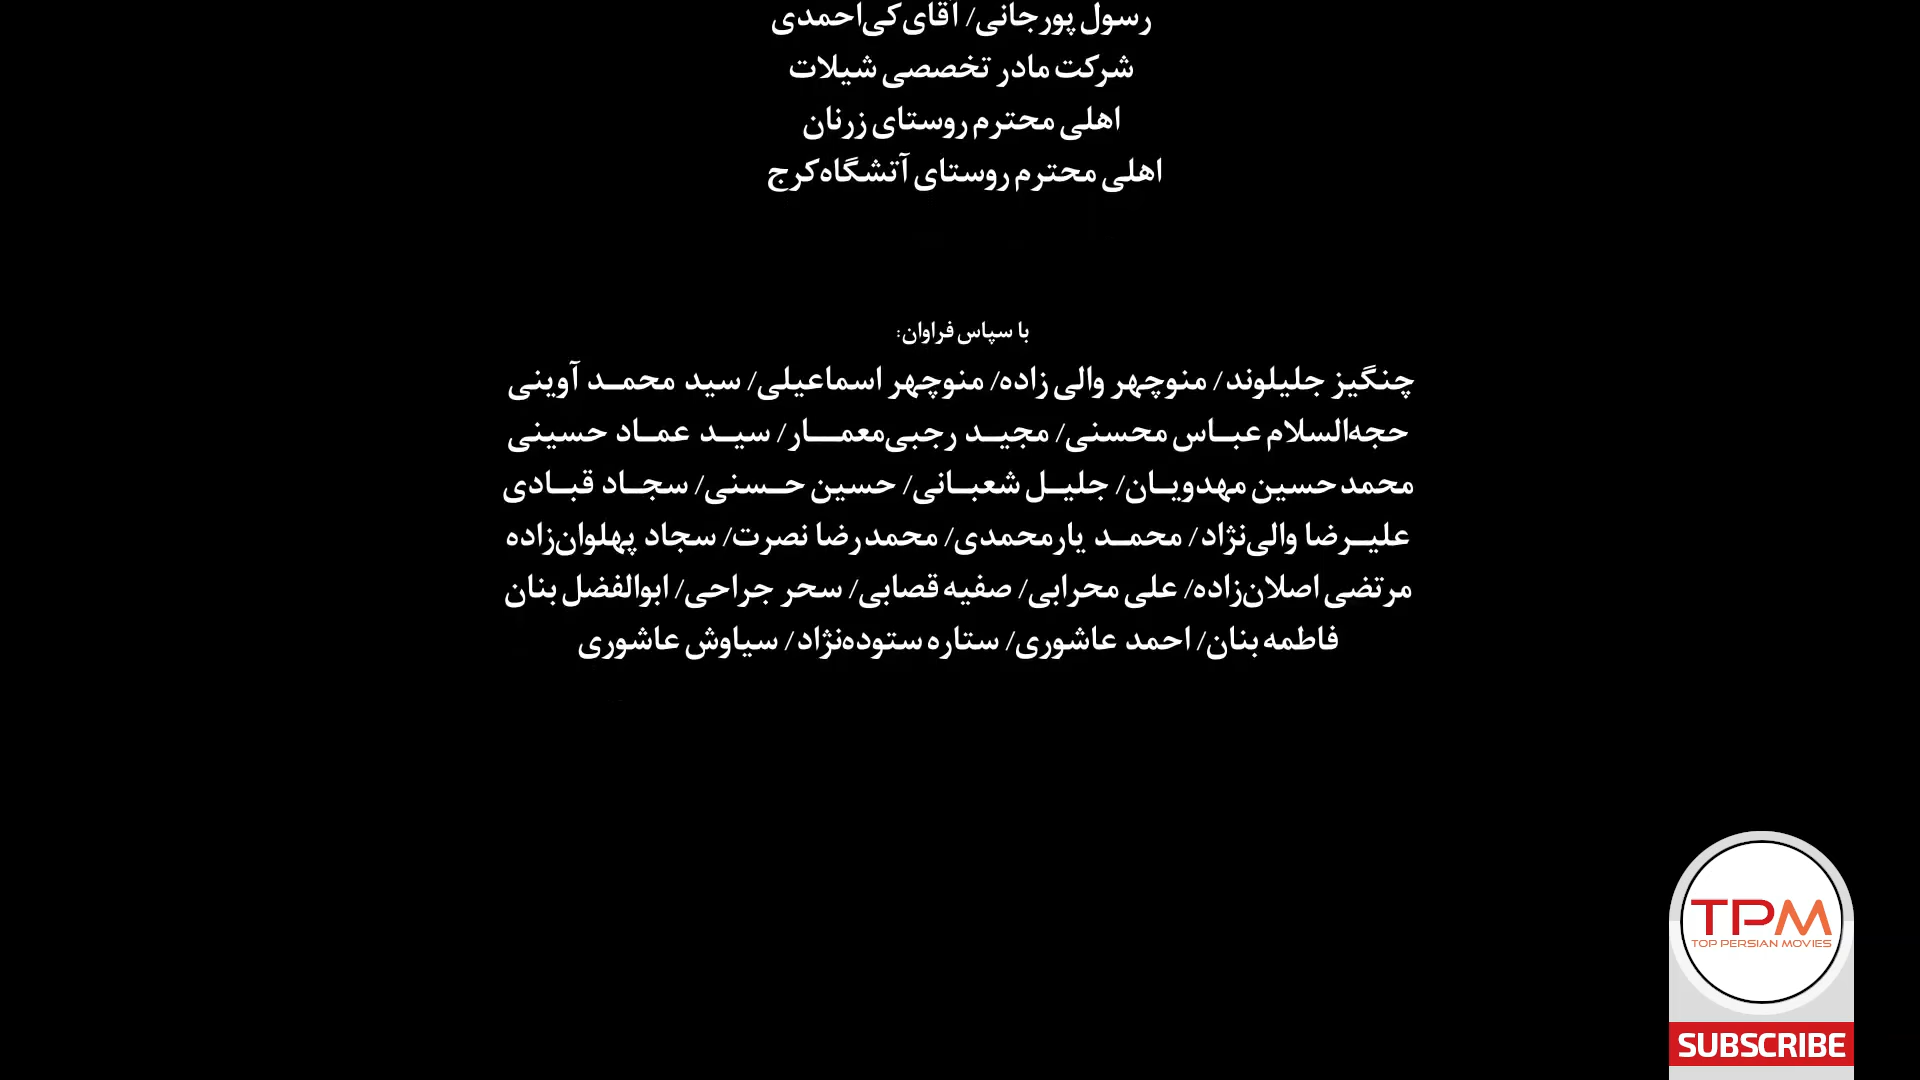 رسول پورجانی/ آقای کی‌احمدی
شرکت مادر تخصصی شیلات
اهلی محترم روستای زرنان
اهلی محترم روستای آتشگاه کرج
با سپاس فراوان:
چنگیز جلیلوند/ منوچهر والی زاده/ منوچهر اسماعیلی/ سید محمد آوینی
حجه‌السلام عباس محسنی/ مجید رجبی‌معمار/ سید عماد حسینی
محمدحسین مهدویان/ جلیل شعبانی/ حسین حسنی/ سجاد قبادی
علیرضا والی‌نژاد/ محمد یارمحمدی/ محمدرضا نصرت/ سجاد پهلوان‌زاده
مرتضی اصلان‌زاده/ علی محرابی/ صفیه قصابی/ سحر جراحی/ ابوالفضل بنان
فاطمه بنان/ احمد عاشوری/ ستاره ستوده‌نژاد/ سیاوش عاشوری
TPM
TOP PERSIAN MOVIES
SUBSCRIBE